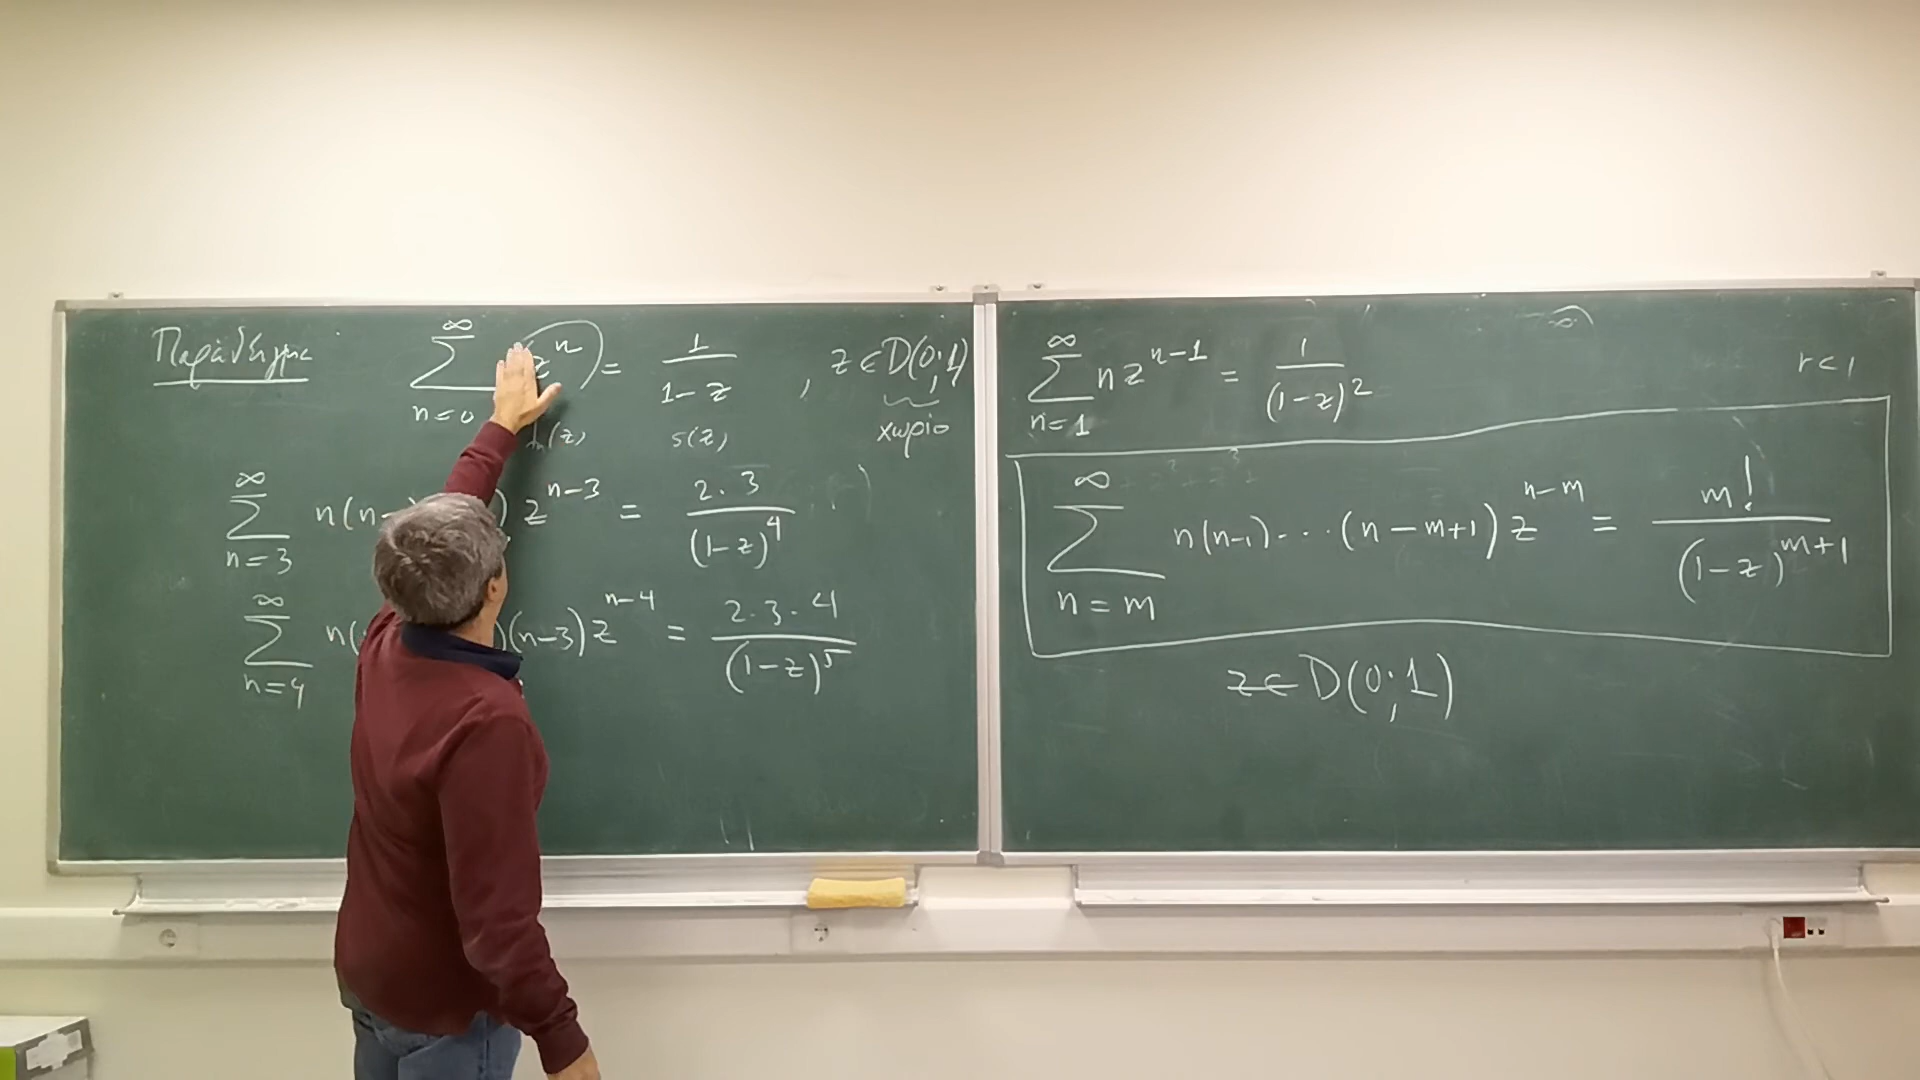 Παράδειγμα ∞ ∑ n=0 z^n = 1/(1-z) , z ∈ D(0;1)
(z) s(z) χωρίο
∞ ∑ n=3 n(n- ) z^{n-3} = 2·3/(1-z)^4
∞ ∑ n=4 n( )(n-3) z^{n-4} = 2·3·4/(1-z)^5
∞ ∑ n=1 n z^{n-1} = 1/(1-z)^2 r<1
∞ ∑ n=m n(n-1)···(n-m+1) z^{n-m} = m!/(1-z)^{m+1}
z ∈ D(0;1)